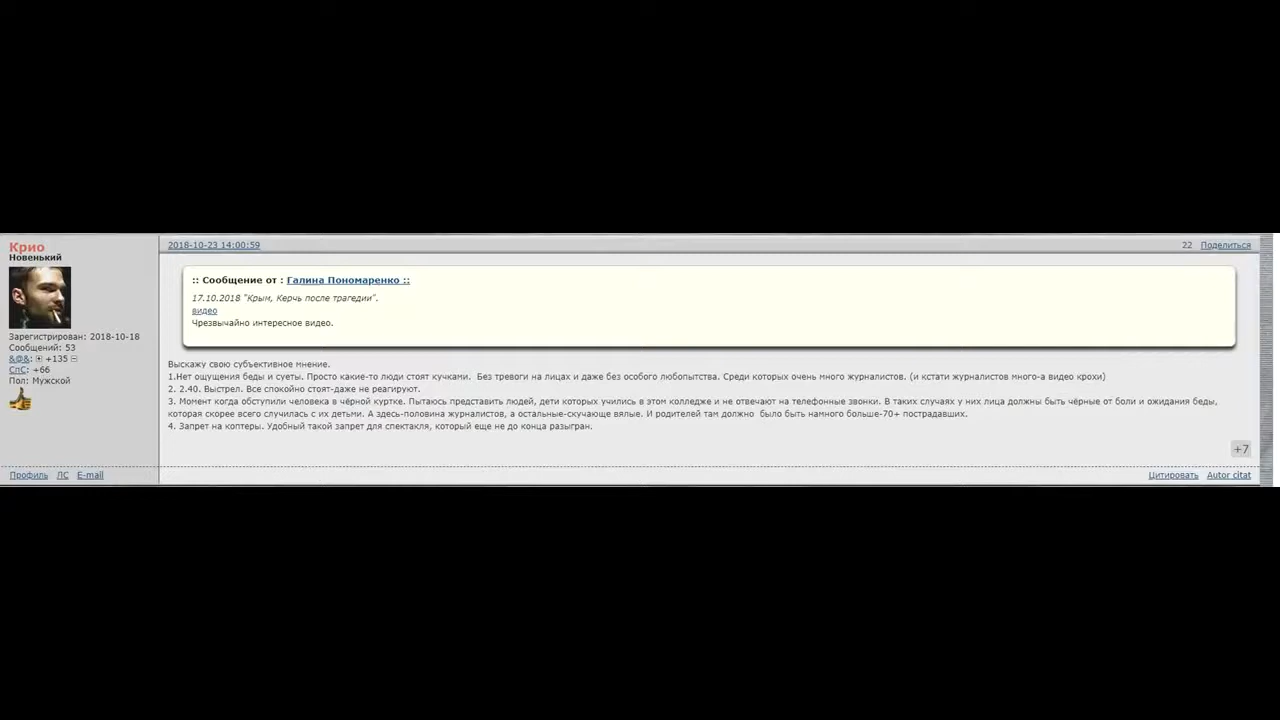 Крио
Новенький
Зарегистрирован: 2018-10-18
Сообщений: 53
&@&: +135
СпС: +66
Пол: Мужской
Профиль ЛС E-mail
2018-10-23 14:00:59 22 Поделиться
:: Сообщение от : Галина Пономаренко ::
17.10.2018 "Крым, Керчь после трагедии".
видео
Чрезвычайно интересное видео.
Выскажу свою субъективное мнение.
1.Нет ощущения беды и суеты. Просто какие-то люди стоят кучками. Без тревоги на лицах и даже без особого любопытства. Среди которых очень много журналистов. (и кстати журналистов много-а видео крохи)
2. 2.40. Выстрел. Все спокойно стоят-даже не реагируют.
3. Момент когда обступили человека в чёрной куртке. Пытаюсь представить людей, дети которых учились в этом колледже и не отвечают на телефонные звонки. В таких случаях у них лица должны быть чёрные от боли и ожидания беды,
которая скорее всего случилась с их детьми. А здесь-половина журналистов, а остальные-скучающе вялые. И родителей там должно было быть намного больше-70+ пострадавших.
4. Запрет на коптеры. Удобный такой запрет для спектакля, который еще не до конца разыгран.
+7
Цитировать Autor citat